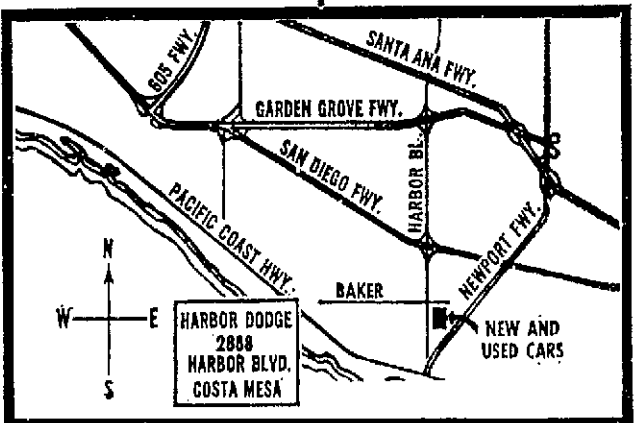 SANTA ANA FWY.
605 FWY.
GARDEN GROVE FWY.
HARBOR BL.
SAN DIEGO FWY.
PACIFIC COAST HWY.
NEWPORT FWY.
N
W E
S
BAKER
HARBOR DODGE
2888
HARBOR BLVD.
COSTA MESA
NEW AND
USED CARS